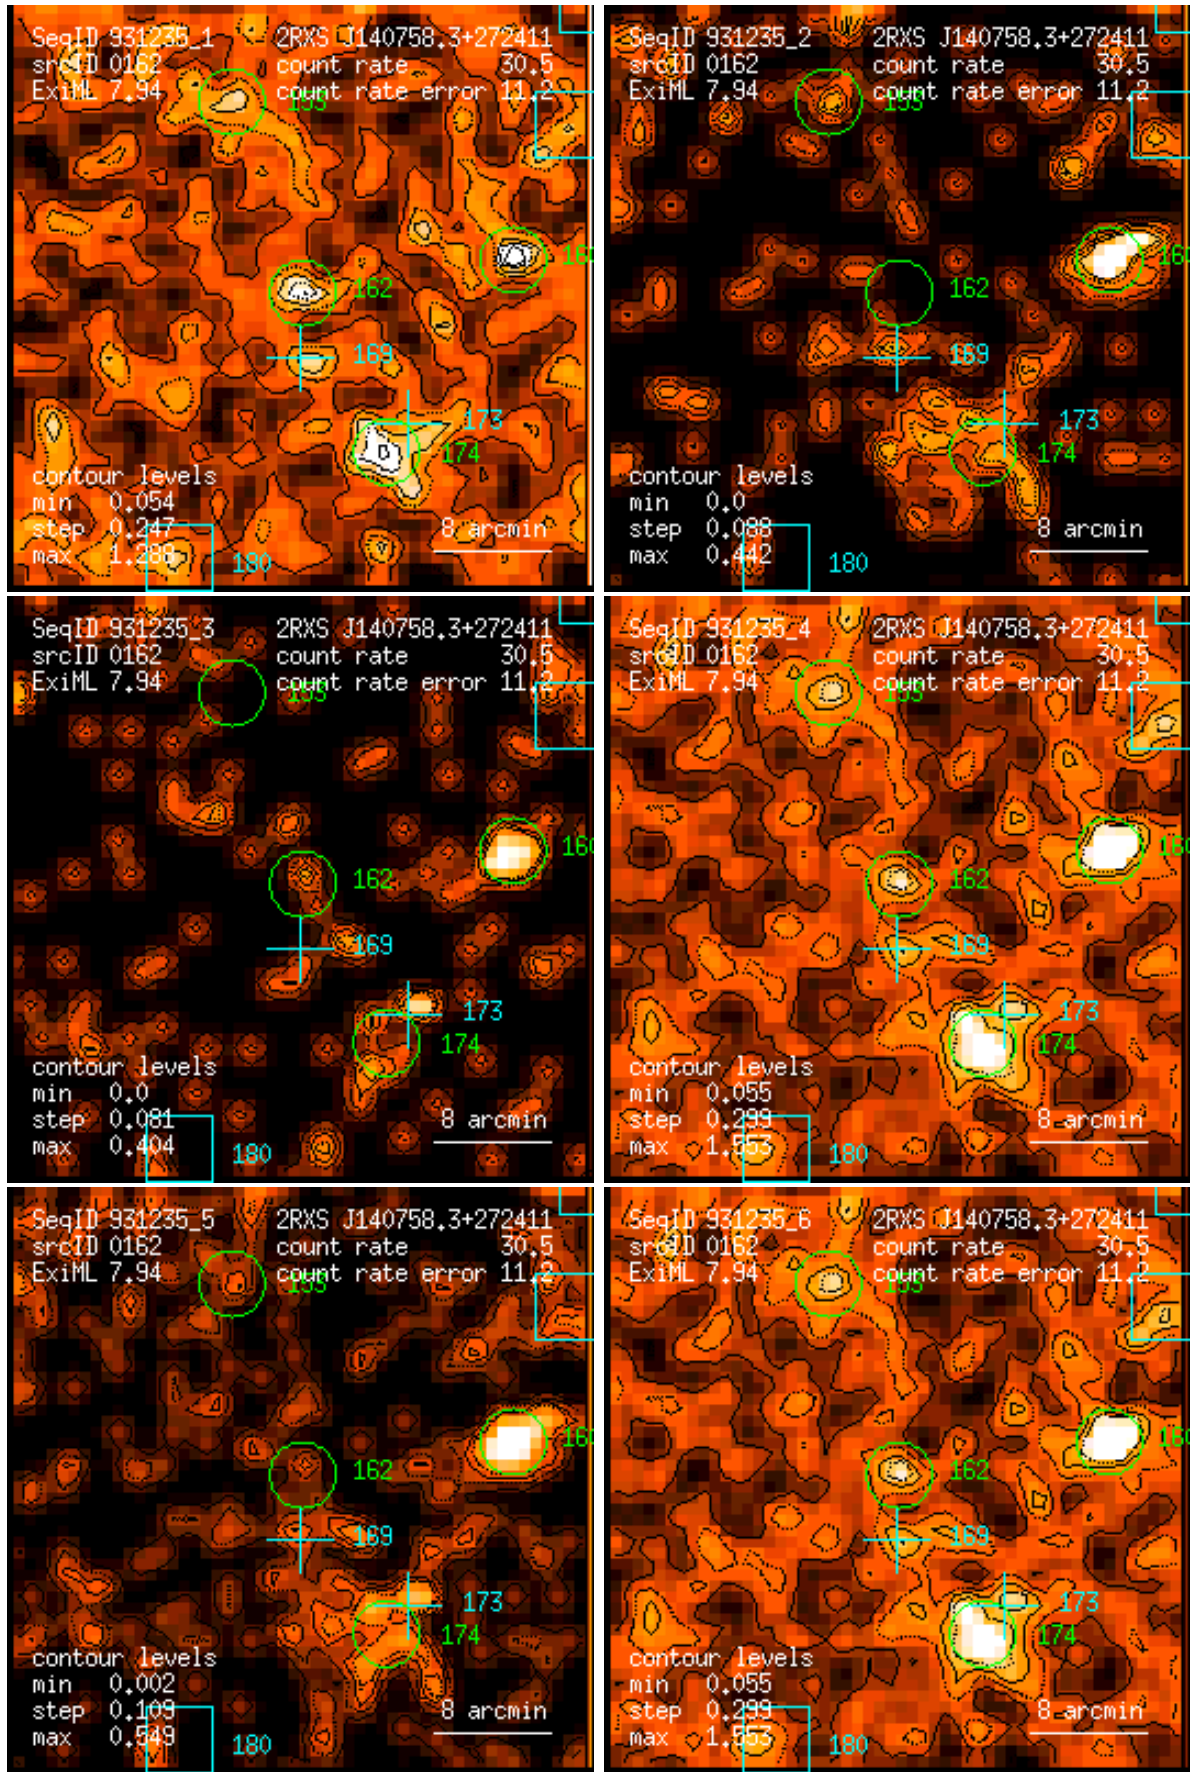 SeqID 931235_1 2RXS J140758.3+272411
srcID 0162 count rate 30.5
ExiML 7.94 count rate error 11.2
195
160
162
169
173
174
contour levels
min 0.054
step 0.247
max 1.288
8 arcmin
180
SeqID 931235_2 2RXS J140758.3+272411
srcID 0162 count rate 30.5
ExiML 7.94 count rate error 11.2
160
162
169
173
174
contour levels
min 0.0
step 0.088
max 0.442
8 arcmin
180
SeqID 931235_3 2RXS J140758.3+272411
srcID 0162 count rate 30.5
ExiML 7.94 count rate error 11.2
160
162
169
173
174
contour levels
min 0.0
step 0.081
max 0.404
8 arcmin
180
SeqID 931235_4 2RXS J140758.3+272411
srcID 0162 count rate 30.5
ExiML 7.94 count rate error 11.2
160
162
169
173
174
contour levels
min 0.055
step 0.299
max 1.553
8 arcmin
180
SeqID 931235_5 2RXS J140758.3+272411
srcID 0162 count rate 30.5
ExiML 7.94 count rate error 11.2
160
162
169
173
174
contour levels
min 0.002
step 0.109
max 0.549
8 arcmin
180
SeqID 931235_6 2RXS J140758.3+272411
srcID 0162 count rate 30.5
ExiML 7.94 count rate error 11.2
160
162
169
173
174
contour levels
min 0.055
step 0.299
max 1.553
8 arcmin
180